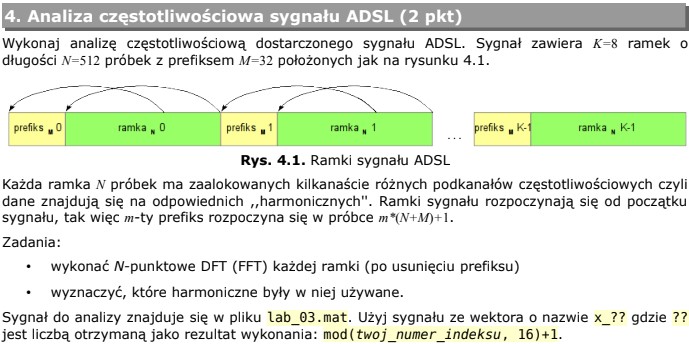 4. Analiza częstotliwościowa sygnału ADSL (2 pkt)
Wykonaj analizę częstotliwościową dostarczonego sygnału ADSL. Sygnał zawiera K=8 ramek o
długości N=512 próbek z prefiksem M=32 położonych jak na rysunku 4.1.
prefiks M 0 ramka N 0 prefiks M 1 ramka N 1 ... prefiks M K-1 ramka N K-1
Rys. 4.1. Ramki sygnału ADSL
Każda ramka N próbek ma zaalokowanych kilkanaście różnych podkanałów częstotliwościowych czyli
dane znajdują się na odpowiednich ,,harmonicznych". Ramki sygnału rozpoczynają się od początku
sygnału, tak więc m-ty prefiks rozpoczyna się w próbce m*(N+M)+1.
Zadania:
• wykonać N-punktowe DFT (FFT) każdej ramki (po usunięciu prefiksu)
• wyznaczyć, które harmoniczne były w niej używane.
Sygnał do analizy znajduje się w pliku lab_03.mat. Użyj sygnału ze wektora o nazwie x_?? gdzie ??
jest liczbą otrzymaną jako rezultat wykonania: mod(twoj_numer_indeksu, 16)+1.